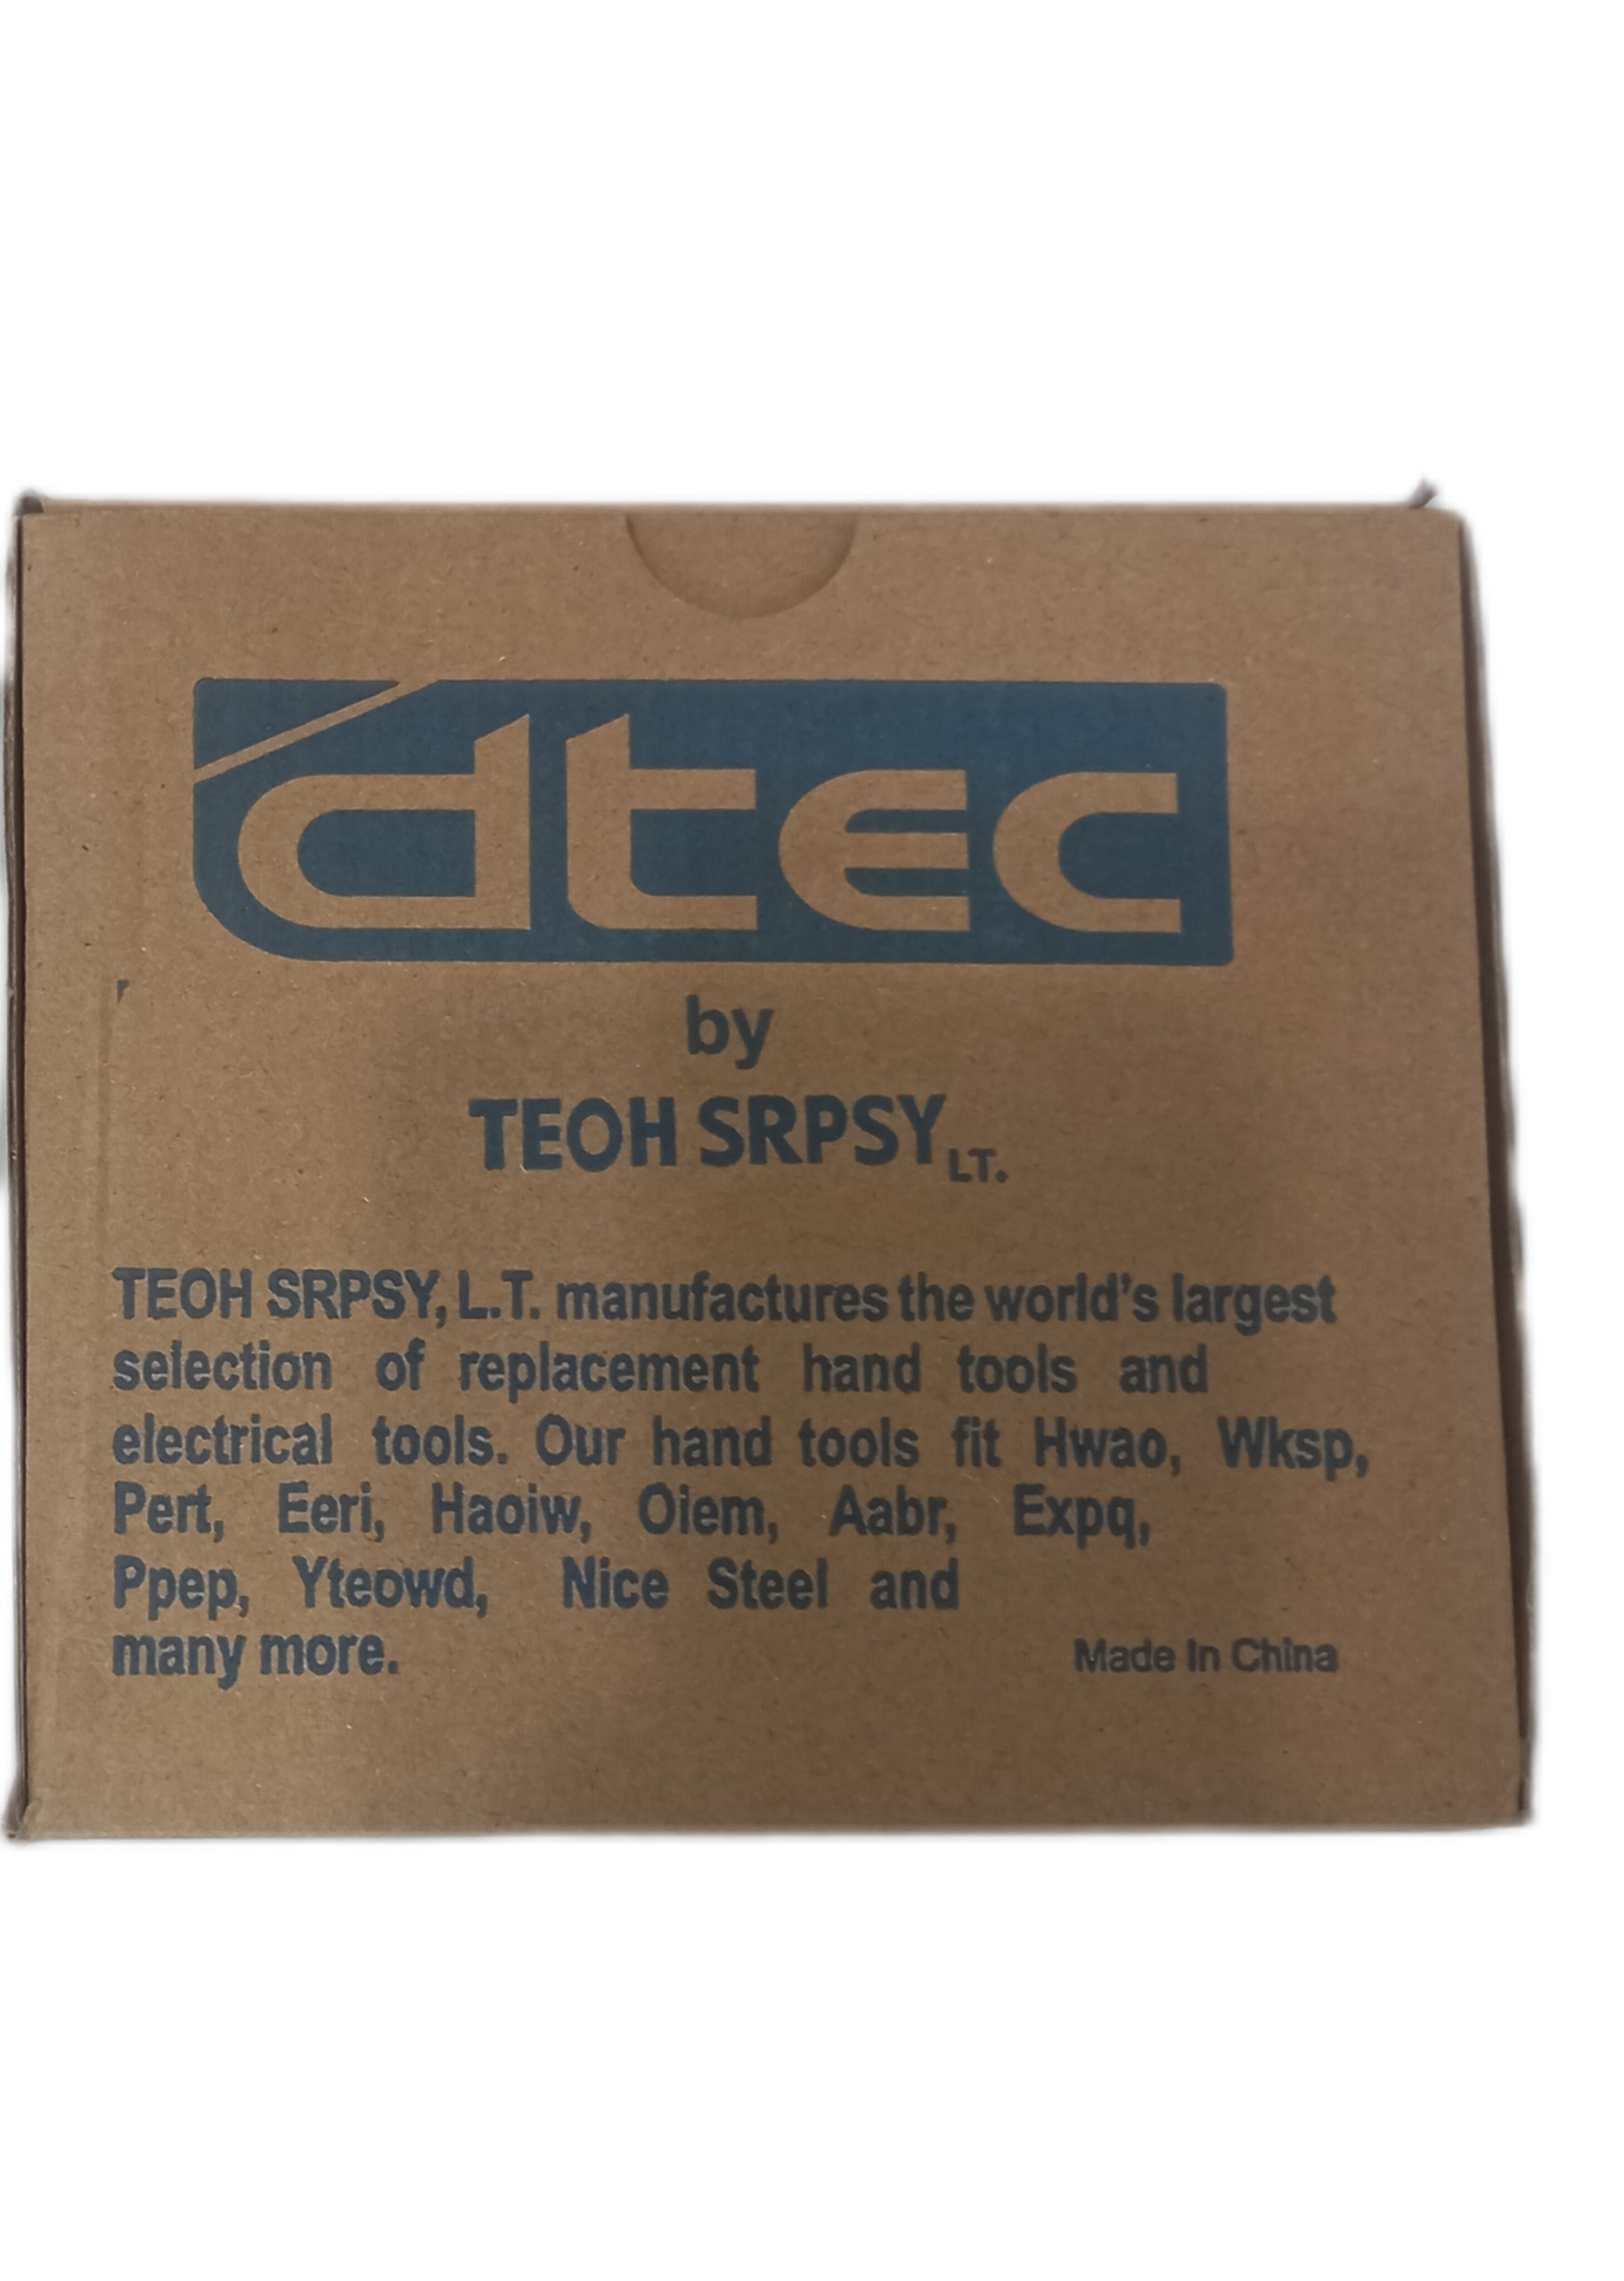 dtec
by
TEOH SRPSY LT.
TEOH SRPSY, L.T. manufactures the world's largest
selection of replacement hand tools and
electrical tools. Our hand tools fit Hwao, Wksp,
Pert, Eeri, Haoiw, Oiem, Aabr, Expq,
Ppep, Yteowd, Nice Steel and
many more.
Made In China